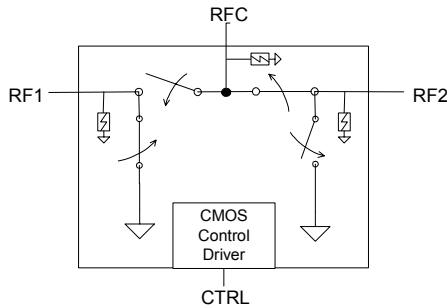 RFC
RF1
RF2
CMOS
Control
Driver
CTRL